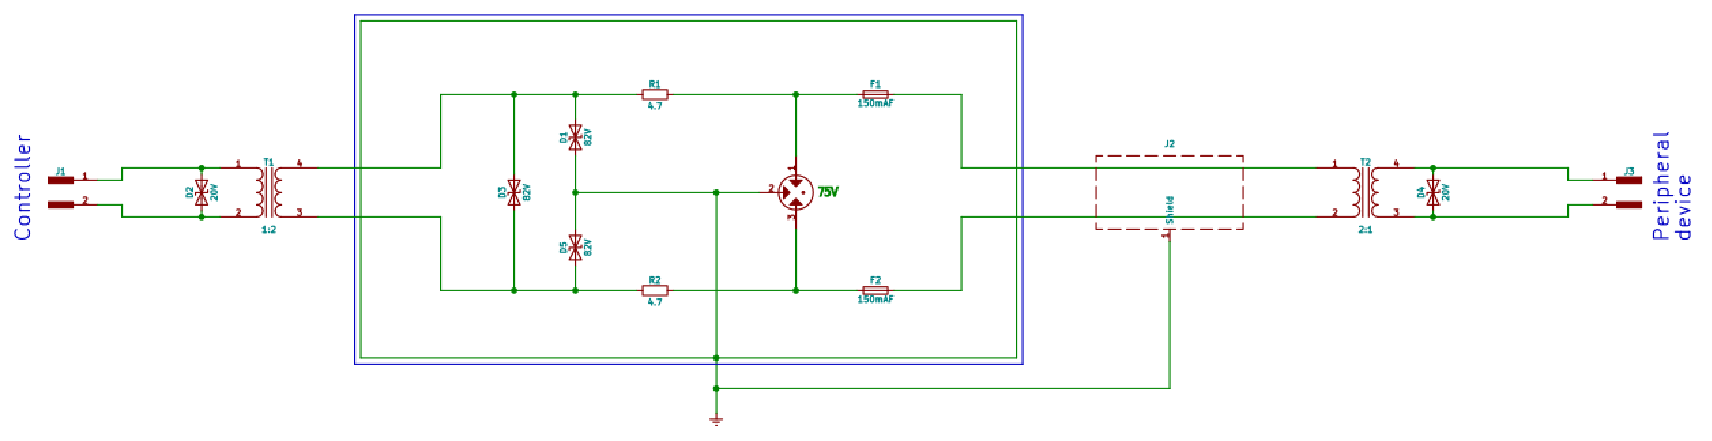 Controller
J1
1
2
D2
20V
1
2
T1
1:2
4
3
D3
82V
D1
82V
D5
82V
R1
4.7
R2
4.7
1
2
3
75V
F1
150mAF
F2
150mAF
J2
Shield
1
1
2
T2
2:1
4
3
D4
20V
J3
1
2
Peripheral
device